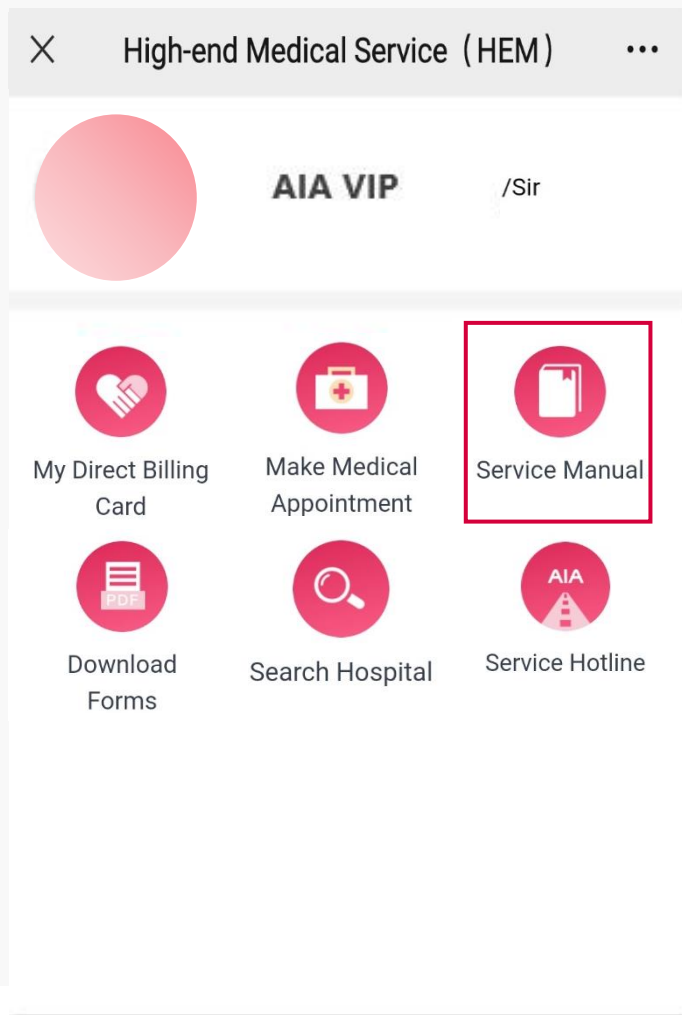 High-end Medical Service（HEM）
AIA VIP /Sir
My Direct Billing
Card
Make Medical
Appointment
Service Manual
PDF
Download
Forms
Search Hospital
AIA
Service Hotline